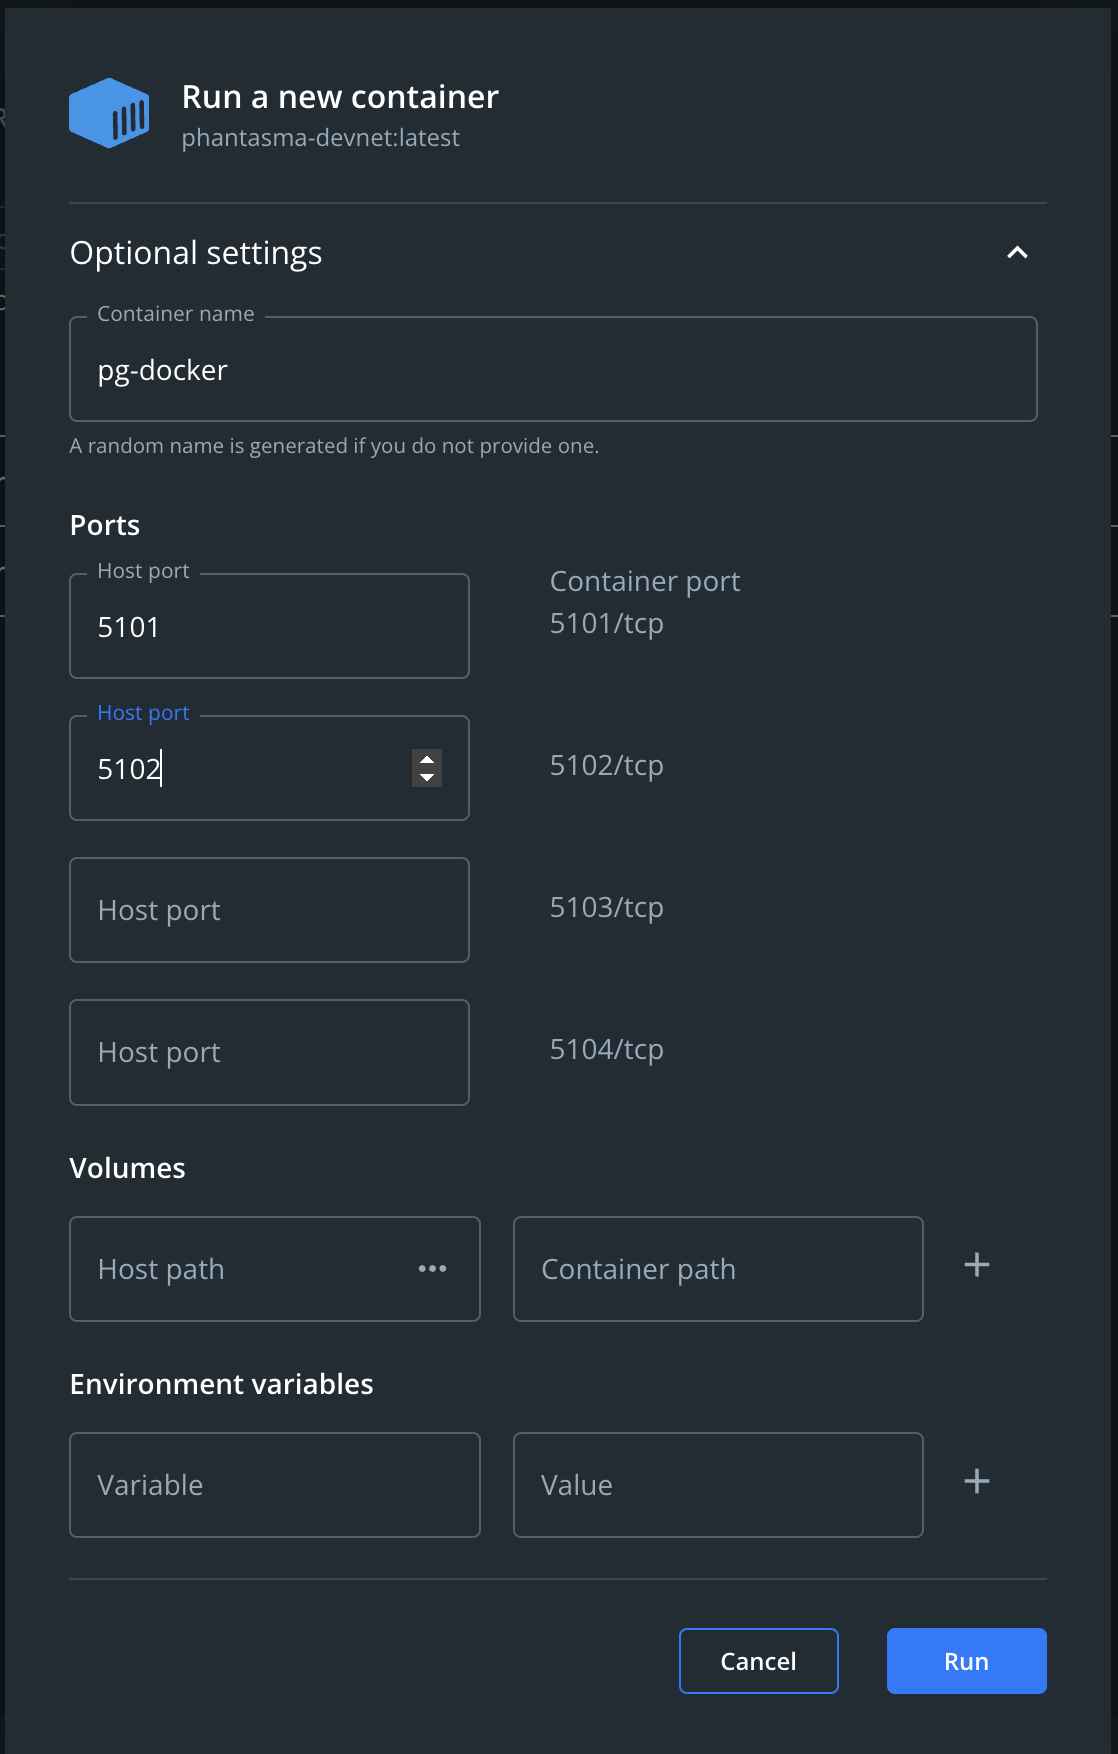 Run a new container
phantasma-devnet:latest
Optional settings
Container name
pg-docker
A random name is generated if you do not provide one.
Ports
Host port
5101
Container port
5101/tcp
Host port
5102
5102/tcp
Host port
5103/tcp
Host port
5104/tcp
Volumes
Host path
Container path
Environment variables
Variable
Value
Cancel
Run